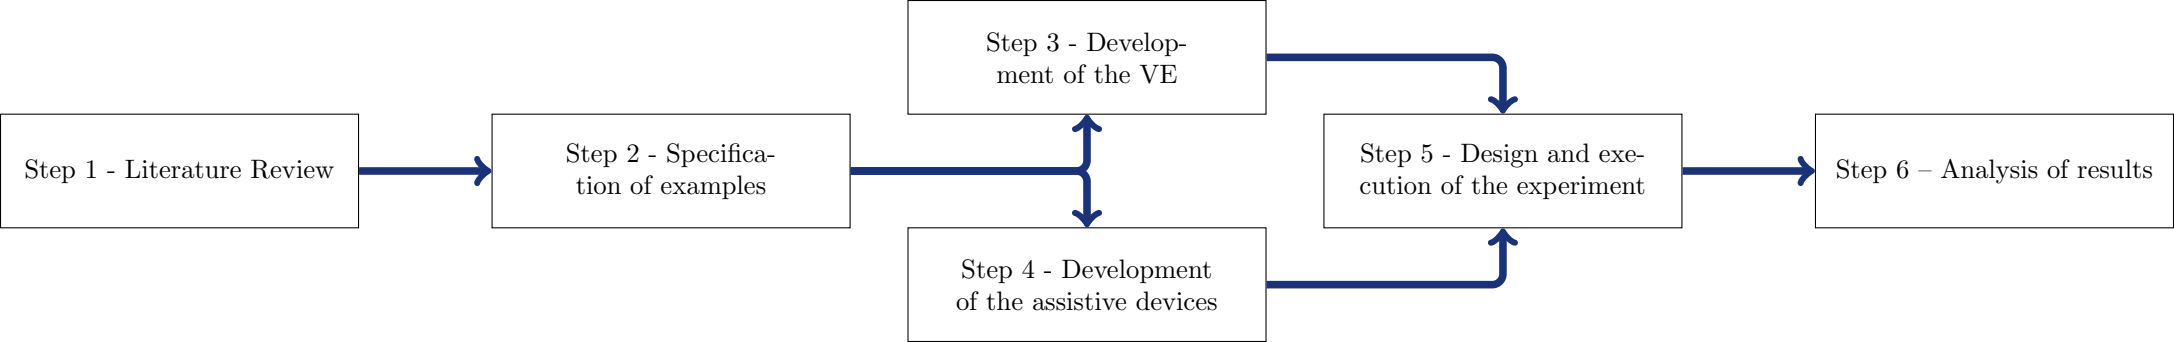 Step 1 - Literature Review
Step 2 - Specifica-
tion of examples
Step 3 - Develop-
ment of the VE
Step 4 - Development
of the assistive devices
Step 5 - Design and exe-
cution of the experiment
Step 6 – Analysis of results